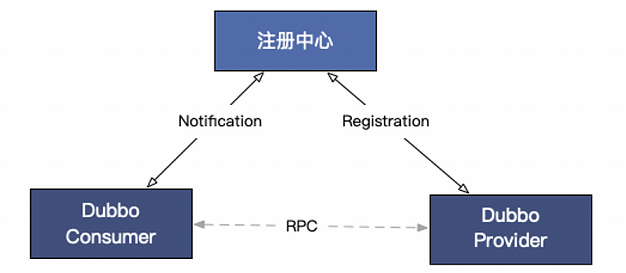 注册中心
Notification
Registration
Dubbo
Consumer
RPC
Dubbo
Provider